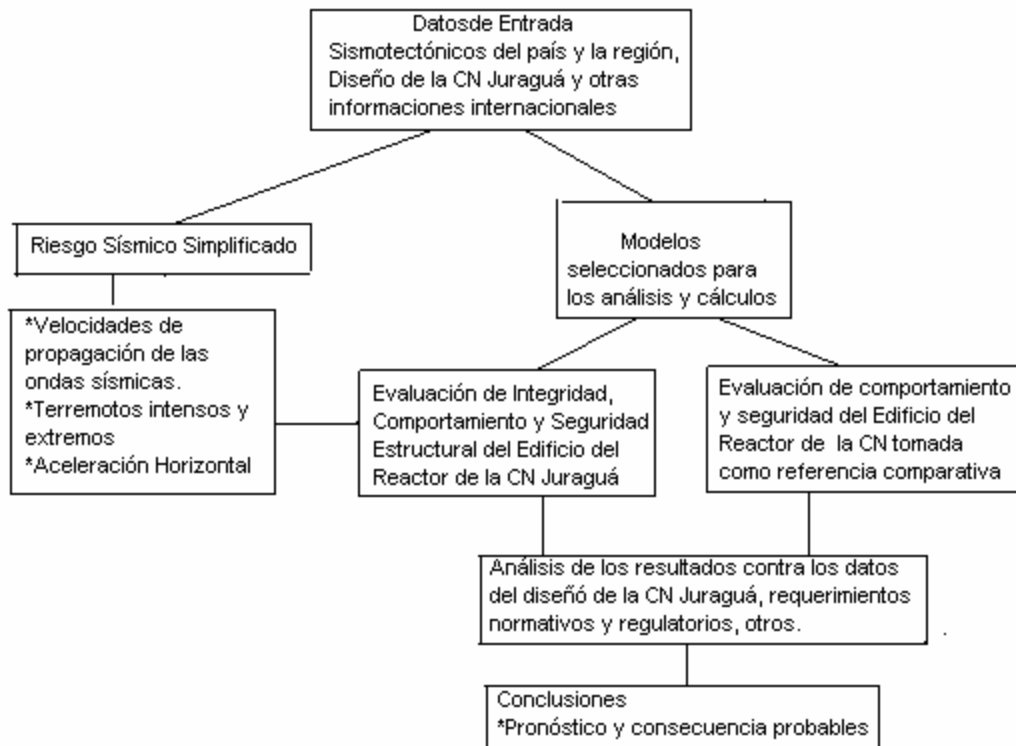 Datosde Entrada
Sismotectónicos del país y la región,
Diseño de la CN Juraguá y otras
informaciones internacionales
Riesgo Sísmico Simplificado
Modelos
seleccionados para
los análisis y cálculos
*Velocidades de
propagación de las
ondas sísmicas.
*Terremotos intensos y
extremos
*Aceleración Horizontal
Evaluación de Integridad,
Comportamiento y Seguridad
Estructural del Edificio del
Reactor de la CN Juraguá
Evaluación de comportamiento
y seguridad del Edificio del
Reactor de la CN tomada
como referencia comparativa
Análisis de los resultados contra los datos
del diseñó de la CN Juraguá, requerimientos
normativos y regulatorios, otros.
Conclusiones
*Pronóstico y consecuencia probables